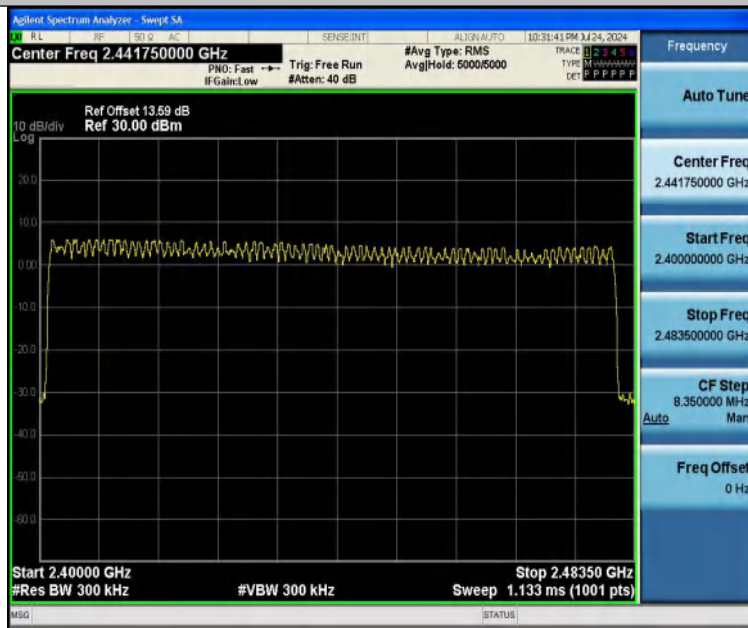 Agilent Spectrum Analyzer - Swept SA
RL RF 50 Ω AC SENSE:INT ALIGN AUTO 10:31:41 PM Jul 24, 2024
Center Freq 2.441750000 GHz
PNO: Fast
IFGain:Low
Trig: Free Run
#Atten: 40 dB
#Avg Type: RMS
Avg|Hold: 5000/5000
TRACE 1 2 3 4 5 6
TYPE M
DET P P P P P P
Ref Offset 13.59 dB
10 dB/div Ref 30.00 dBm
Log
20.0
10.0
0.00
-10.0
-20.0
-30.0
-40.0
-50.0
-60.0
Start 2.40000 GHz Stop 2.48350 GHz
#Res BW 300 kHz #VBW 300 kHz Sweep 1.133 ms (1001 pts)
MSG STATUS
Frequency
Auto Tune
Center Freq
2.441750000 GHz
Start Freq
2.400000000 GHz
Stop Freq
2.483500000 GHz
CF Step
8.350000 MHz
Auto Man
Freq Offset
0 Hz